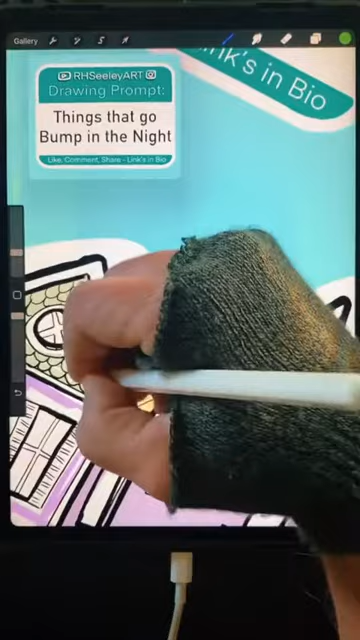 Gallery
RHSeeleyART
Drawing Prompt:
Things that go
Bump in the Night
Like, Comment, Share - Link's in Bio
Link's in Bio